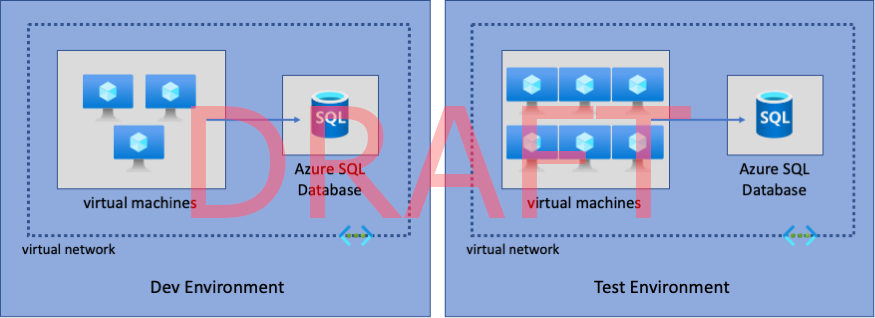 SQL
Azure SQL
Database
virtual machines
virtual network
Dev Environment
SQL
Azure SQL
Database
virtual machines
virtual network
Test Environment
DRAFT